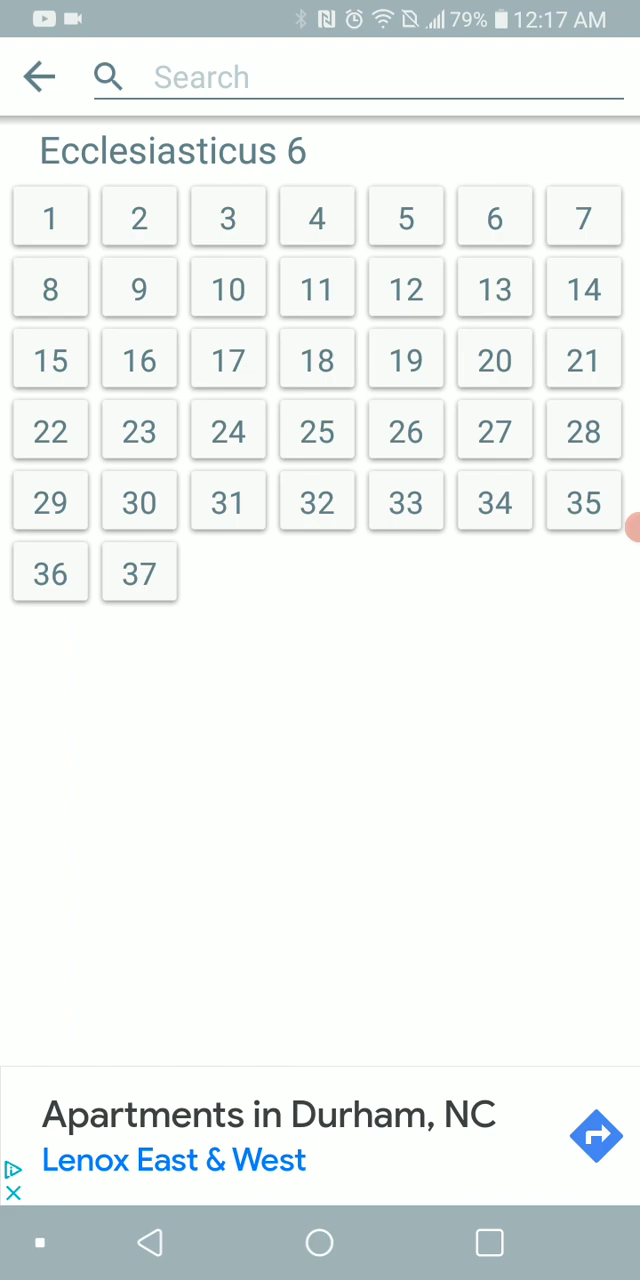 79% 12:17 AM
Search
Ecclesiasticus 6
1 2 3 4 5 6 7
8 9 10 11 12 13 14
15 16 17 18 19 20 21
22 23 24 25 26 27 28
29 30 31 32 33 34 35
36 37
Apartments in Durham, NC
Lenox East & West